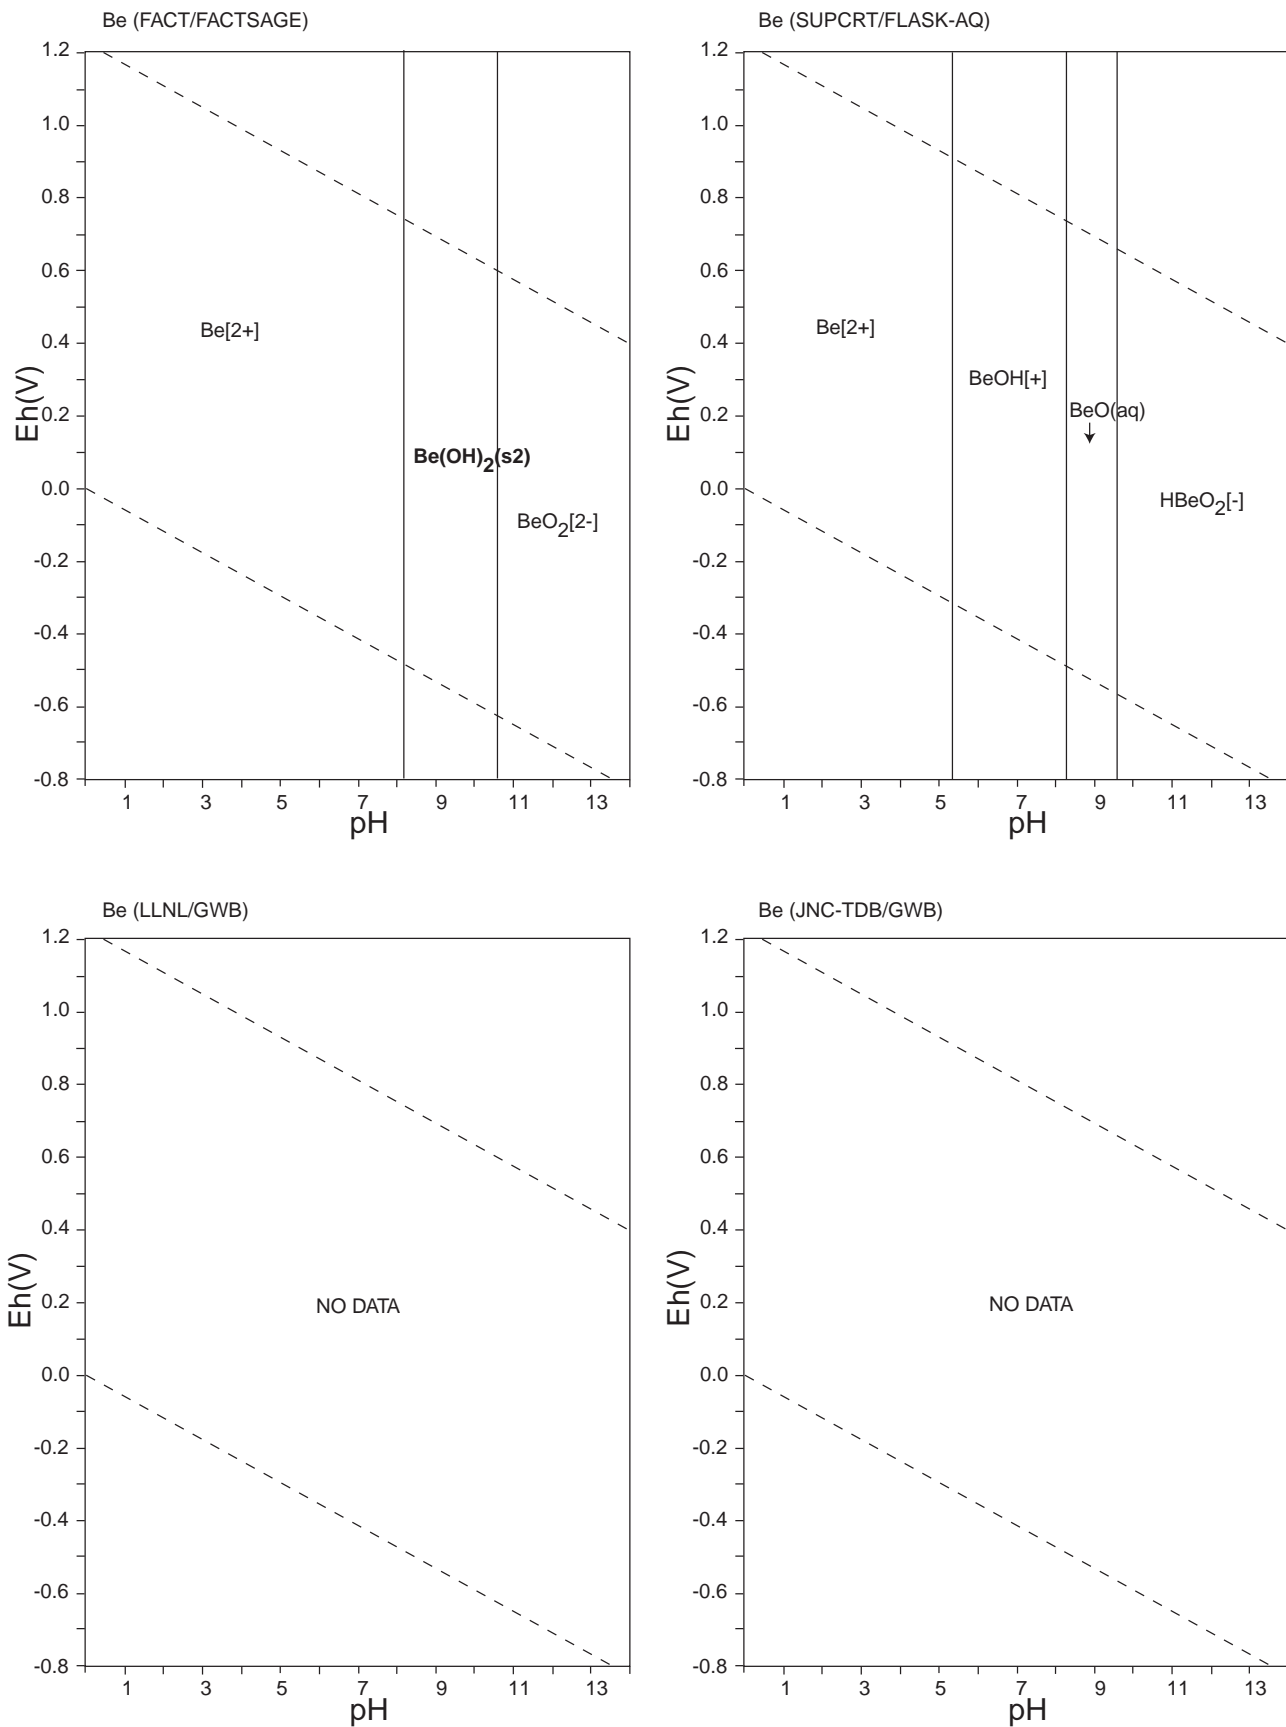 Be (FACT/FACTSAGE)
1.2
1.0
0.8
0.6
0.4
0.2
0.0
-0.2
-0.4
-0.6
-0.8
Eh(V)
Be[2+]
Be(OH)2(s2)
BeO2[2-]
1 3 5 7 9 11 13
pH
Be (SUPCRT/FLASK-AQ)
1.2
1.0
0.8
0.6
0.4
0.2
0.0
-0.2
-0.4
-0.6
-0.8
Eh(V)
Be[2+]
BeOH[+]
BeO(aq)
HBeO2[-]
1 3 5 7 9 11 13
pH
Be (LLNL/GWB)
1.2
1.0
0.8
0.6
0.4
0.2
0.0
-0.2
-0.4
-0.6
-0.8
Eh(V)
NO DATA
1 3 5 7 9 11 13
pH
Be (JNC-TDB/GWB)
1.2
1.0
0.8
0.6
0.4
0.2
0.0
-0.2
-0.4
-0.6
-0.8
Eh(V)
NO DATA
1 3 5 7 9 11 13
pH